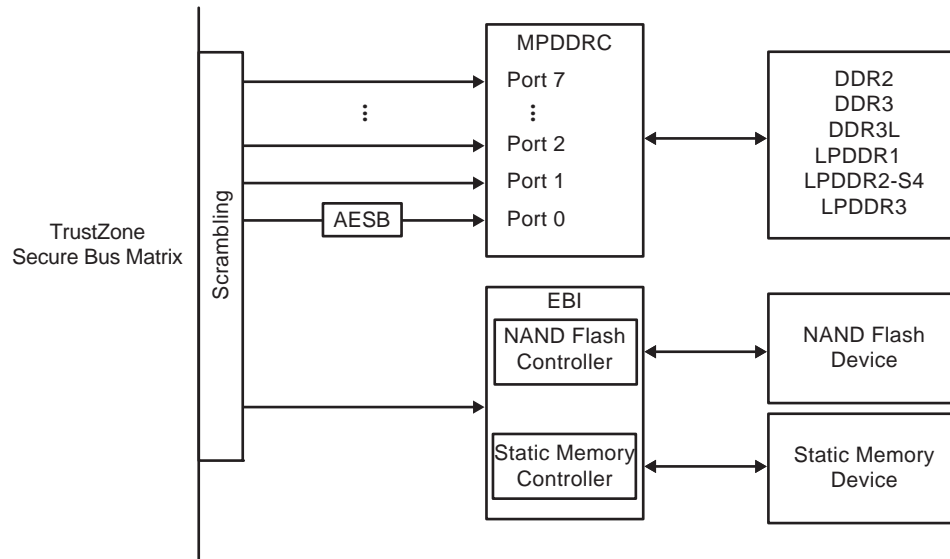 MPDDRC
Port 7
⋮
Port 2
Port 1
Port 0
AESB
DDR2
DDR3
DDR3L
LPDDR1
LPDDR2-S4
LPDDR3
TrustZone
Secure Bus Matrix
Scrambling
EBI
NAND Flash
Controller
NAND Flash
Device
Static Memory
Controller
Static Memory
Device